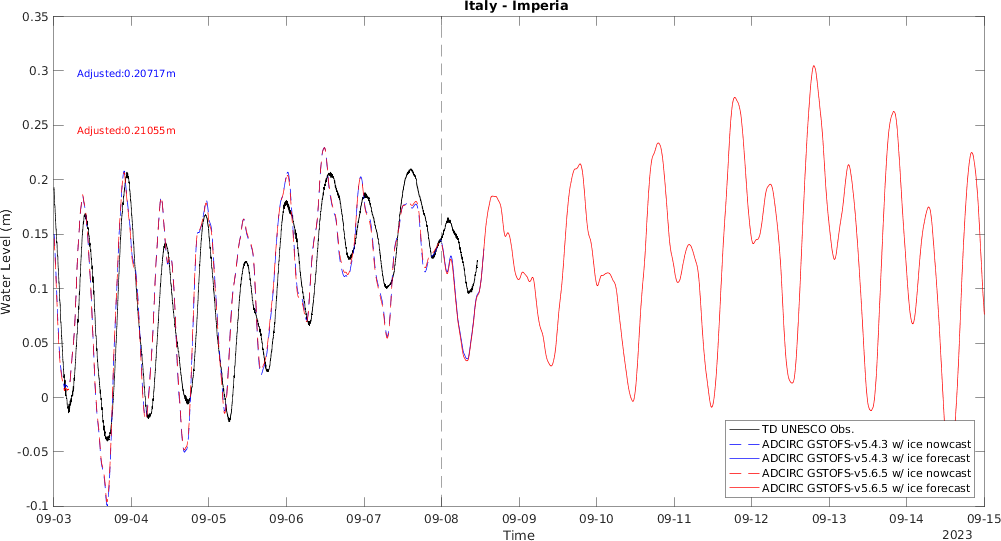 Italy - Imperia
0.35
0.3
0.25
0.2
0.15
0.1
0.05
0
-0.05
-0.1
Water Level (m)
Adjusted:0.20717m
Adjusted:0.21055m
TD UNESCO Obs.
ADCIRC GSTOFS-v5.4.3 w/ ice nowcast
ADCIRC GSTOFS-v5.4.3 w/ ice forecast
ADCIRC GSTOFS-v5.6.5 w/ ice nowcast
ADCIRC GSTOFS-v5.6.5 w/ ice forecast
09-03 09-04 09-05 09-06 09-07 09-08 09-09 09-10 09-11 09-12 09-13 09-14 09-15
Time
2023